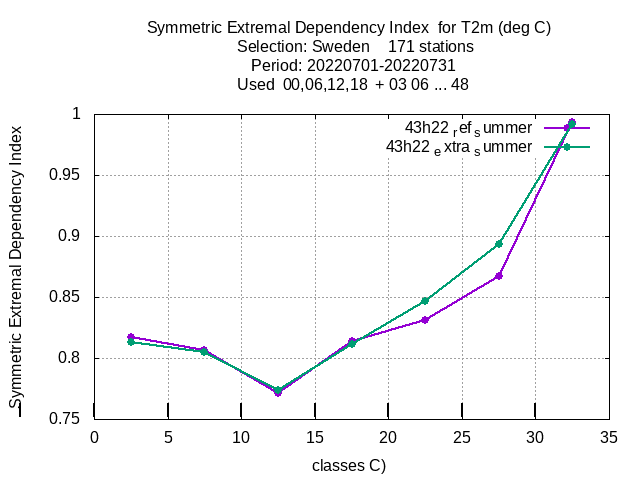 Symmetric Extremal Dependency Index  for T2m (deg C)
Selection: Sweden    171 stations
Period: 20220701-20220731
Used  00,06,12,18  + 03 06 ... 48
43h22 ref summer
43h22 extra summer
Symmetric Extremal Dependency Index
1
0.95
0.9
0.85
0.8
0.75
0 5 10 15 20 25 30 35
classes C)